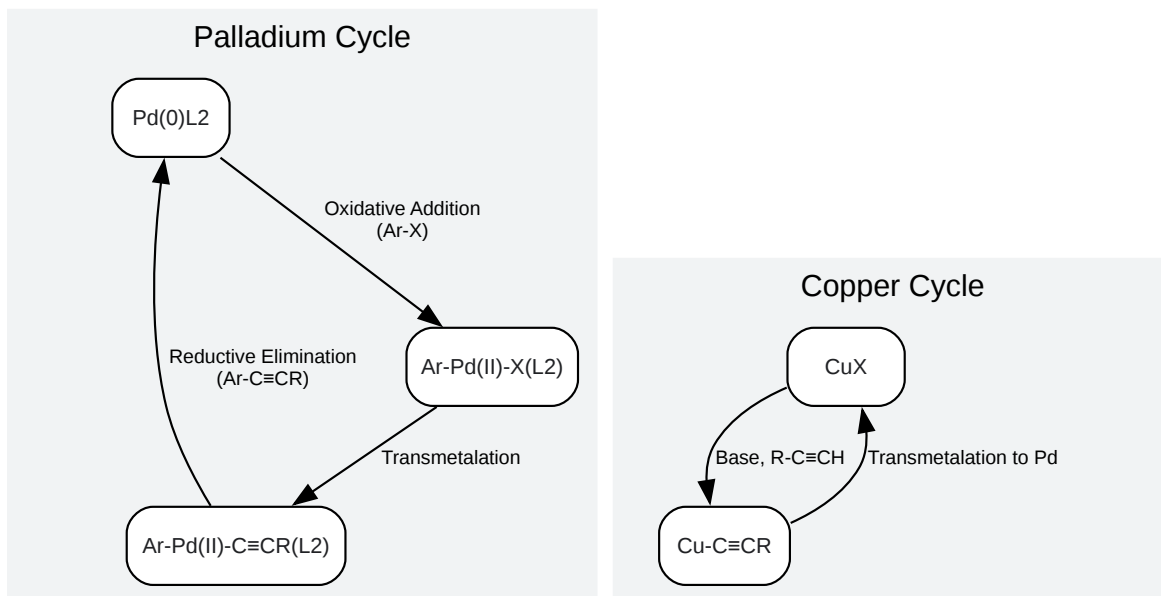 Palladium Cycle
Pd(0)L2
Oxidative Addition
(Ar-X)
Ar-Pd(II)-X(L2)
Reductive Elimination
(Ar-C≡CR)
Transmetalation
Ar-Pd(II)-C≡CR(L2)
Copper Cycle
CuX
Base, R-C≡CH
Transmetalation to Pd
Cu-C≡CR